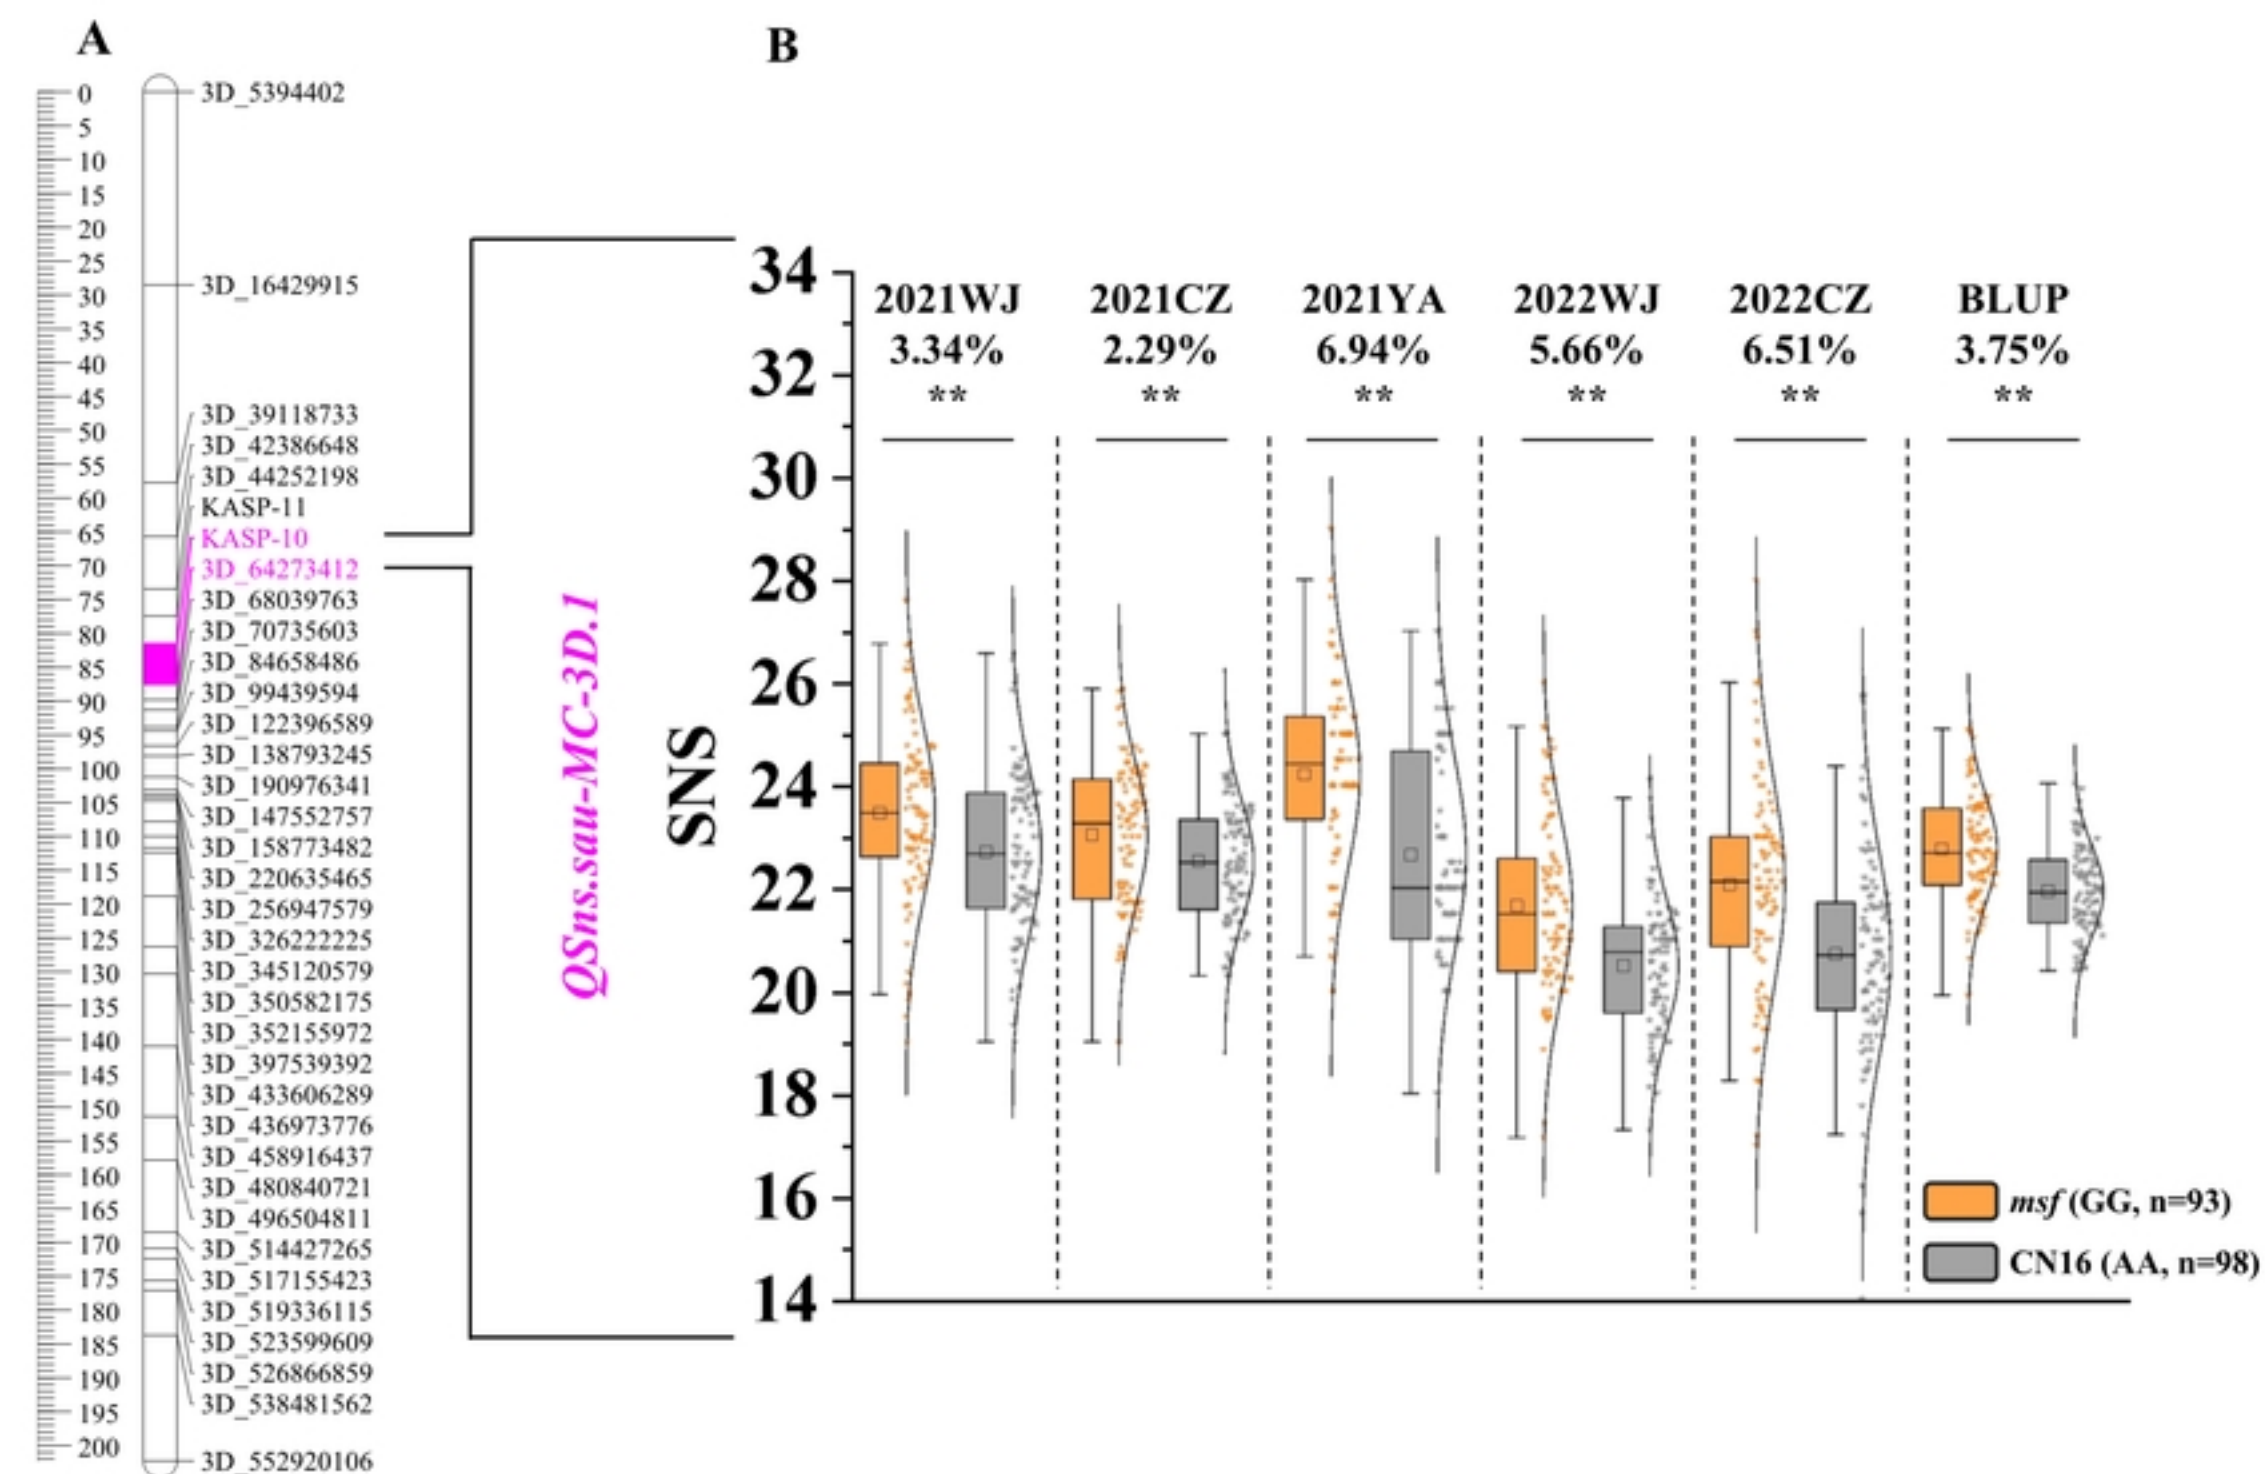 A
0
5
10
15
20
25
30
35
40
45
50
55
60
65
70
75
80
85
90
95
100
105
110
115
120
125
130
135
140
145
150
155
160
165
170
175
180
185
190
195
200
3D_5394402
3D_16429915
3D_39118733
3D_42386648
3D_44252198
KASP-11
KASP-10
3D_64273412
3D_68039763
3D_70735603
3D_84658486
3D_99439594
3D_122396589
3D_138793245
3D_190976341
3D_147552757
3D_158773482
3D_220635465
3D_256947579
3D_326222225
3D_345120579
3D_350582175
3D_352155972
3D_397539392
3D_433606289
3D_436973776
3D_458916437
3D_480840721
3D_496504811
3D_514427265
3D_517155423
3D_519336115
3D_523599609
3D_526866859
3D_538481562
3D_552920106
QSns.sau-MC-3D.1
B
SNS
34
32
30
28
26
24
22
20
18
16
14
2021WJ 2021CZ 2021YA 2022WJ 2022CZ BLUP
3.34% 2.29% 6.94% 5.66% 6.51% 3.75%
** ** ** ** ** **
msf (GG, n=93)
CN16 (AA, n=98)